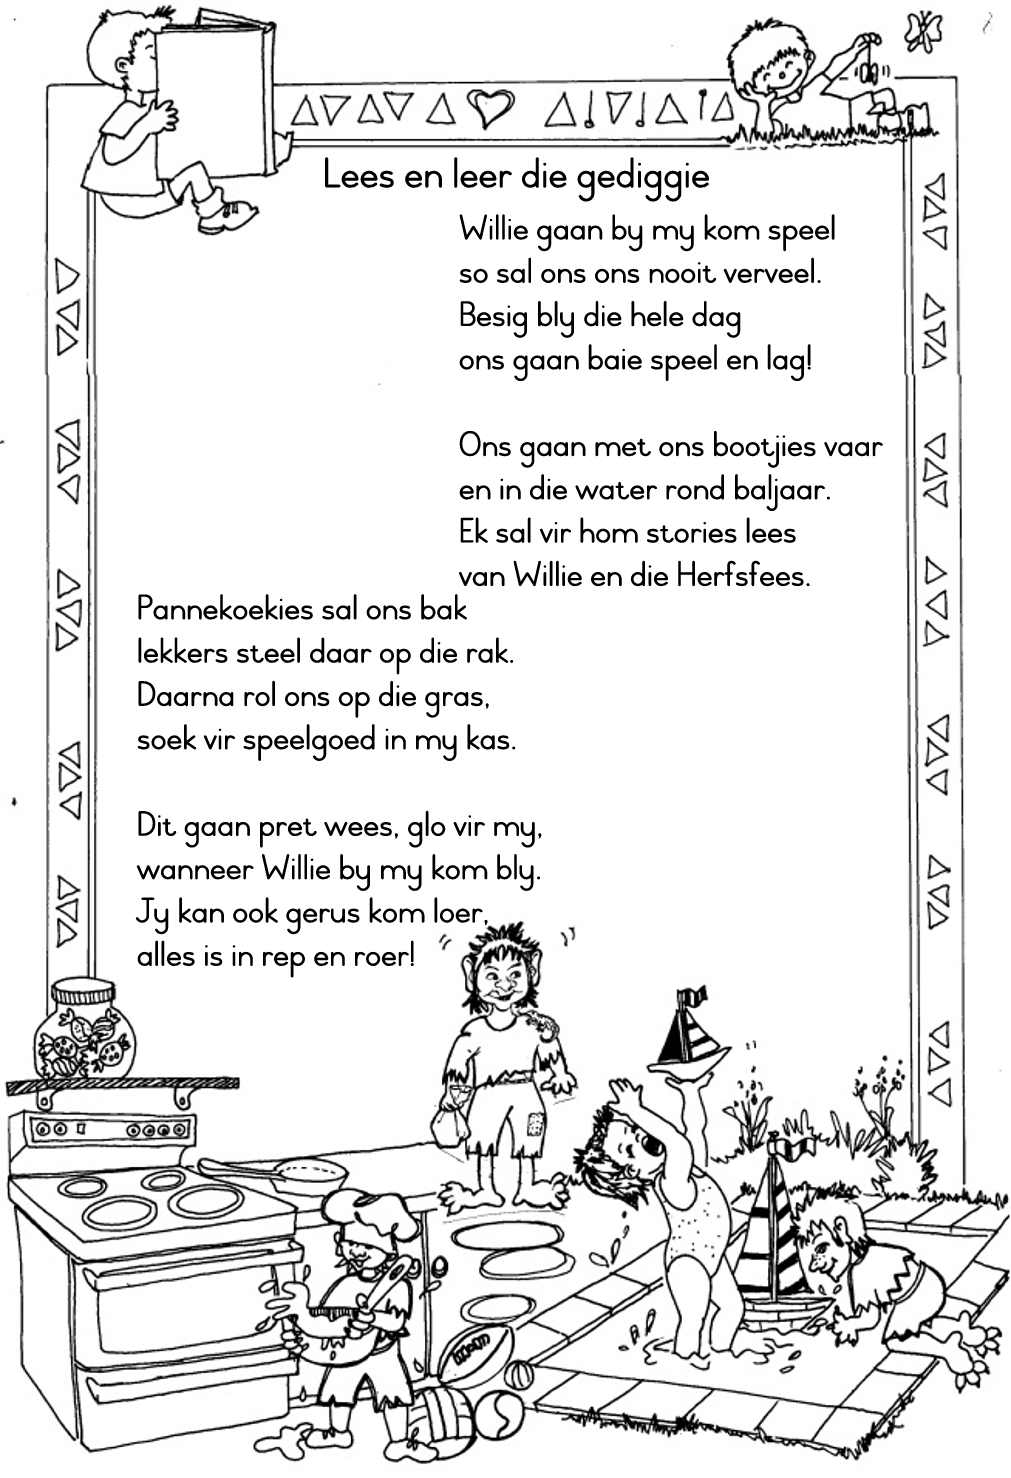 Lees en leer die gediggie
Willie gaan by my kom speel
so sal ons ons nooit verveel.
Besig bly die hele dag
ons gaan baie speel en lag!
Ons gaan met ons bootjies vaar
en in die water rond baljaar.
Ek sal vir hom stories lees
van Willie en die Herfsfees.
Pannekoekies sal ons bak
lekkers steel daar op die rak.
Daarna rol ons op die gras,
soek vir speelgoed in my kas.
Dit gaan pret wees, glo vir my,
wanneer Willie by my kom bly.
Jy kan ook gerus kom loer,
alles is in rep en roer!